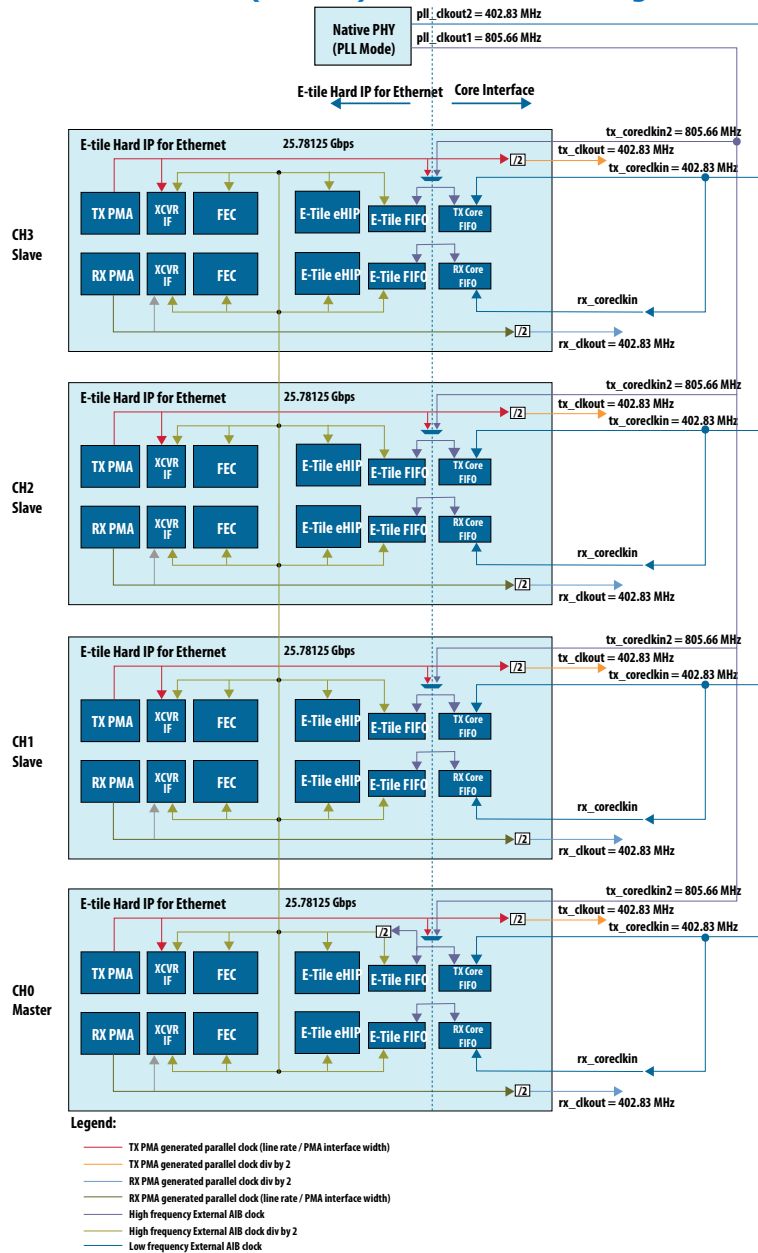 pll_clkout2 = 402.83 MHz
Native PHY
(PLL Mode)
pll_clkout1 = 805.66 MHz
E-tile Hard IP for Ethernet
Core Interface
tx_coreclkin2 = 805.66 MHz
E-tile Hard IP for Ethernet
25.78125 Gbps
tx_clkout = 402.83 MHz
/2
tx_coreclkin = 402.83 MHz
TX PMA
XCVR
IF
FEC
E-Tile eHIP
E-Tile FIFO
TX Core
FIFO
CH3
Slave
RX PMA
XCVR
IF
FEC
E-Tile eHIP
E-Tile FIFO
RX Core
FIFO
rx_coreclkin
/2
rx_clkout = 402.83 MHz
tx_coreclkin2 = 805.66 MHz
E-tile Hard IP for Ethernet
25.78125 Gbps
tx_clkout = 402.83 MHz
/2
tx_coreclkin = 402.83 MHz
TX PMA
XCVR
IF
FEC
E-Tile eHIP
E-Tile FIFO
TX Core
FIFO
CH2
Slave
RX PMA
XCVR
IF
FEC
E-Tile eHIP
E-Tile FIFO
RX Core
FIFO
rx_coreclkin
/2
rx_clkout = 402.83 MHz
tx_coreclkin2 = 805.66 MHz
E-tile Hard IP for Ethernet
25.78125 Gbps
tx_clkout = 402.83 MHz
/2
tx_coreclkin = 402.83 MHz
TX PMA
XCVR
IF
FEC
E-Tile eHIP
E-Tile FIFO
TX Core
FIFO
CH1
Slave
RX PMA
XCVR
IF
FEC
E-Tile eHIP
E-Tile FIFO
RX Core
FIFO
rx_coreclkin
/2
rx_clkout = 402.83 MHz
tx_coreclkin2 = 805.66 MHz
E-tile Hard IP for Ethernet
25.78125 Gbps
tx_clkout = 402.83 MHz
/2
tx_coreclkin = 402.83 MHz
/2
TX PMA
XCVR
IF
FEC
E-Tile eHIP
E-Tile FIFO
TX Core
FIFO
CH0
Master
RX PMA
XCVR
IF
FEC
E-Tile eHIP
E-Tile FIFO
RX Core
FIFO
rx_coreclkin
/2
rx_clkout = 402.83 MHz
Legend:
TX PMA generated parallel clock (line rate / PMA interface width)
TX PMA generated parallel clock div by 2
RX PMA generated parallel clock div by 2
RX PMA generated parallel clock (line rate / PMA interface width)
High frequency External AIB clock
High frequency External AIB clock div by 2
Low frequency External AIB clock